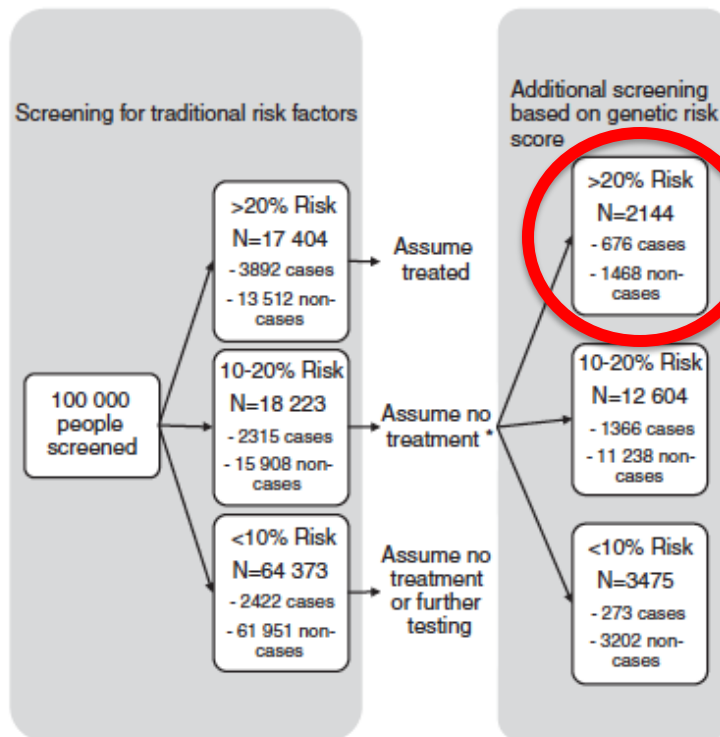 Screening for traditional risk factors
>20% Risk
N=17 404
- 3892 cases
- 13 512 non-
cases
Assume
treated
100 000
people
screened
10-20% Risk
N=18 223
- 2315 cases
- 15 908 non-
cases
Assume no
treatment *
<10% Risk
N=64 373
- 2422 cases
- 61 951 non-
cases
Assume no
treatment
or further
testing
Additional screening
based on genetic risk
score
>20% Risk
N=2144
- 676 cases
- 1468 non-
cases
10-20% Risk
N=12 604
- 1366 cases
- 11 238 non-
cases
<10% Risk
N=3475
- 273 cases
- 3202 non-
cases